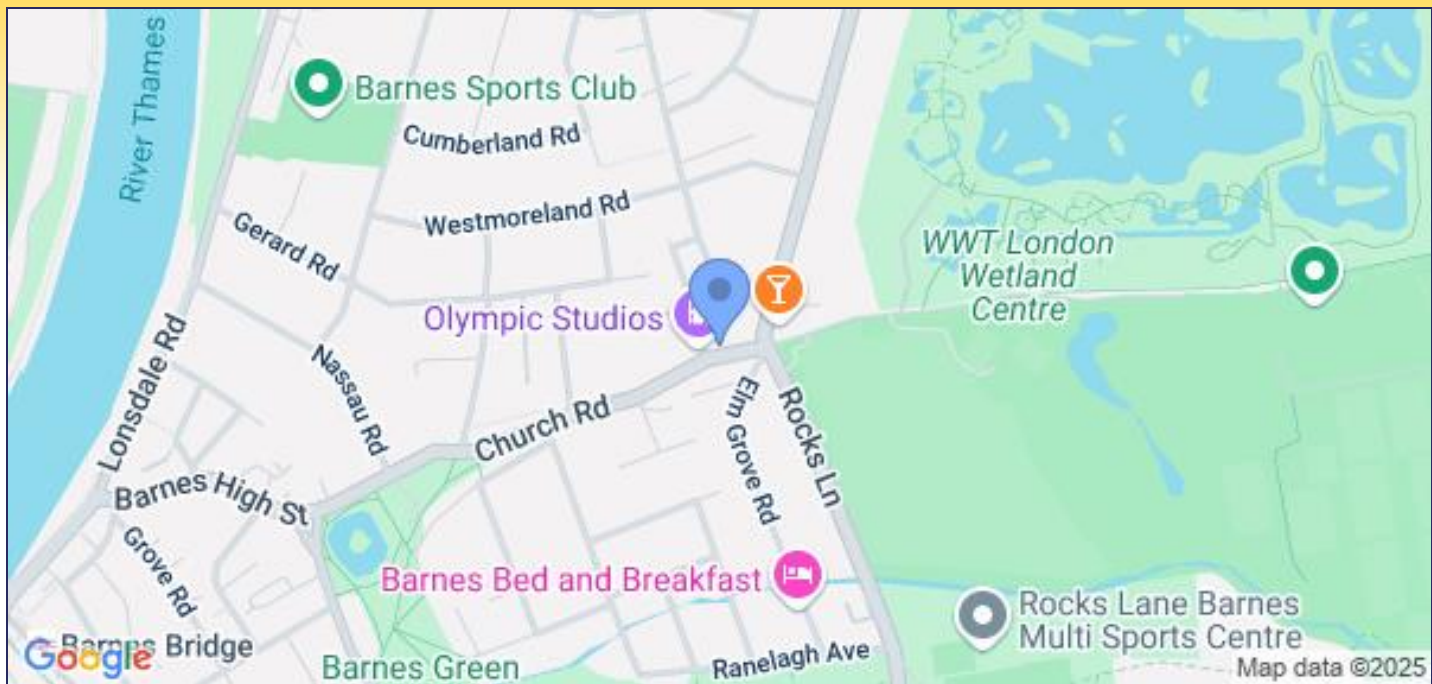 River Thames
Barnes Sports Club
Cumberland Rd
Westmoreland Rd
Gerard Rd
WWT London
Wetland
Centre
Olympic Studios
Lonsdale Rd
Nassau Rd
Church Rd
Elm Grove Rd
Rocks Ln
Barnes High St
Grove Rd
Barnes Bed and Breakfast
Rocks Lane Barnes
Multi Sports Centre
Barnes Bridge
Google
Barnes Green
Ranelagh Ave
Map data ©2025